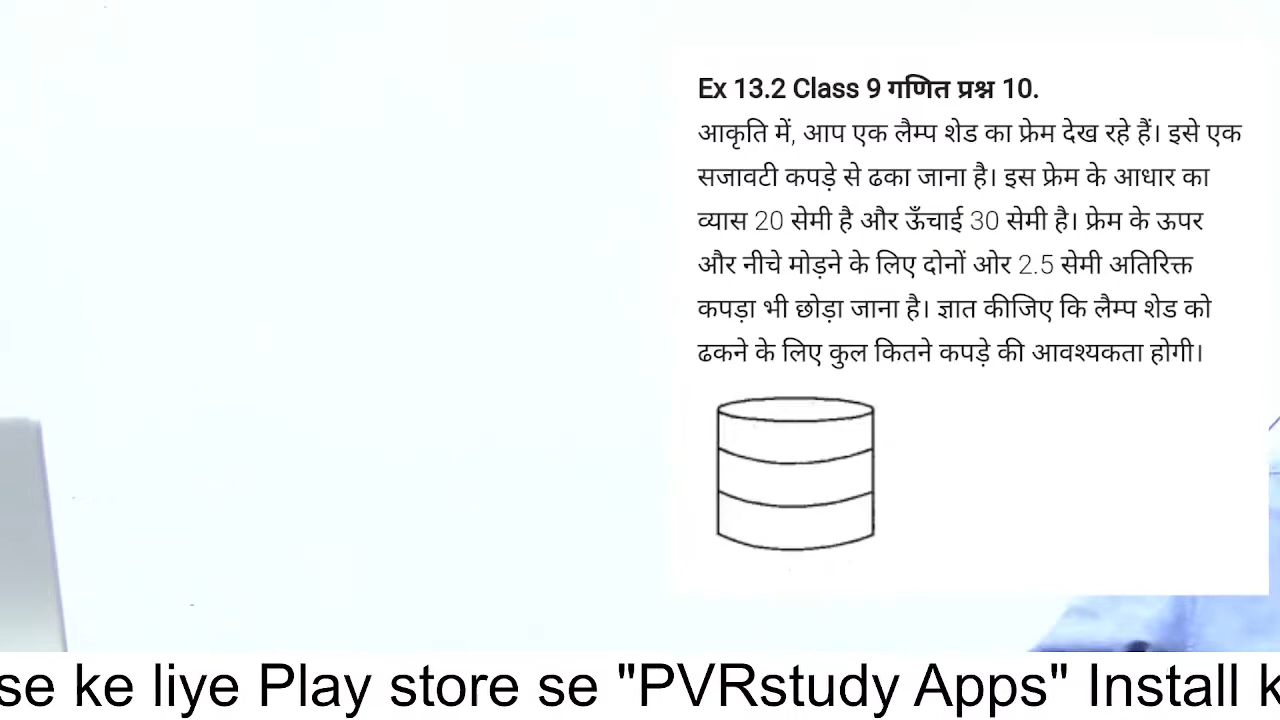 Ex 13.2 Class 9 गणित प्रश्न 10.
आकृति में, आप एक लैम्प शेड का फ्रेम देख रहे हैं। इसे एक
सजावटी कपड़े से ढका जाना है। इस फ्रेम के आधार का
व्यास 20 सेमी है और ऊँचाई 30 सेमी है। फ्रेम के ऊपर
और नीचे मोड़ने के लिए दोनों ओर 2.5 सेमी अतिरिक्त
कपड़ा भी छोड़ा जाना है। ज्ञात कीजिए कि लैम्प शेड को
ढकने के लिए कुल कितने कपड़े की आवश्यकता होगी।
se ke liye Play store se "PVRstudy Apps" Install k